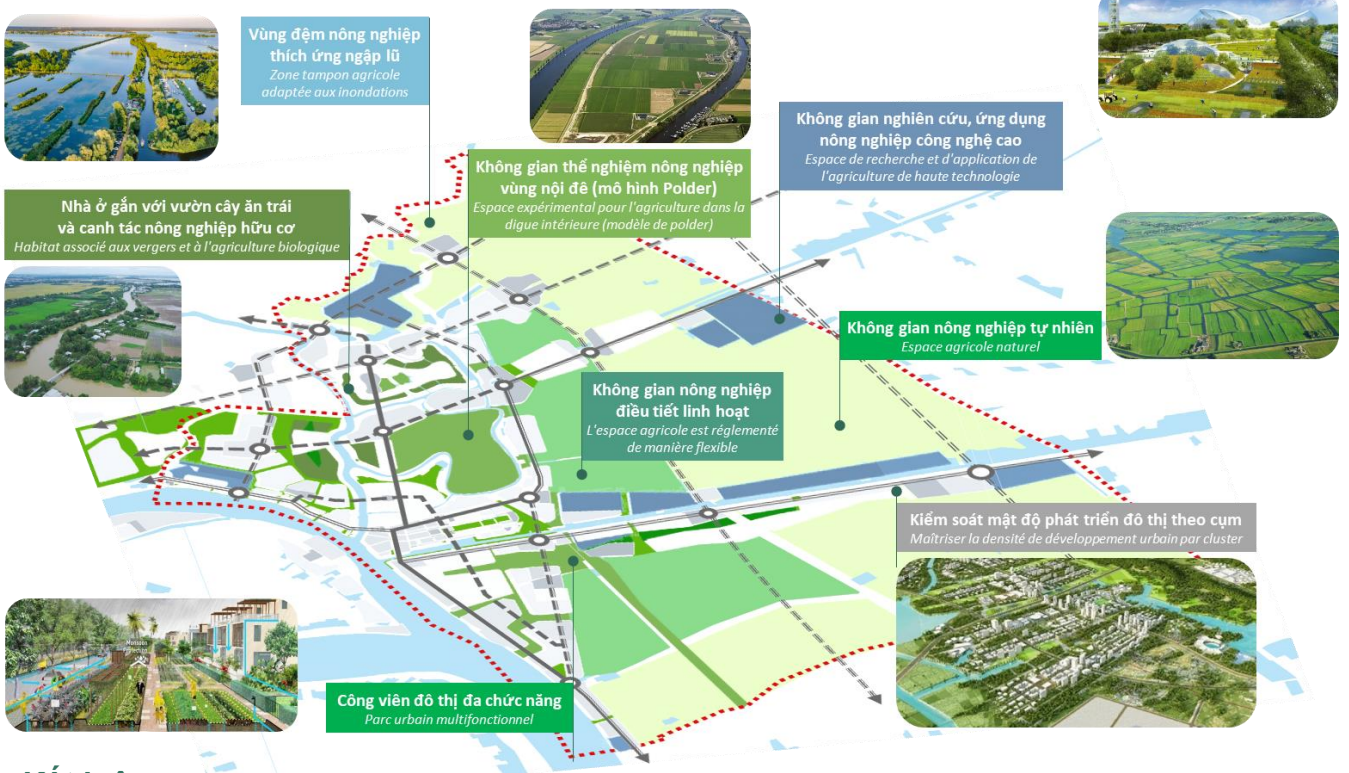 Vùng đệm nông nghiệp
thích ứng ngập lũ
Zone tampon agricole
adaptée aux inondations
Không gian nghiên cứu, ứng dụng
nông nghiệp công nghệ cao
Espace de recherche et d'application de
l'agriculture de haute technologie
Không gian thể nghiệm nông nghiệp
vùng nội đê (mô hình Polder)
Espace expérimental pour l'agriculture dans la
digue intérieure (modèle de polder)
Nhà ở gắn với vườn cây ăn trái
và canh tác nông nghiệp hữu cơ
Habitat associé aux vergers et à l'agriculture biologique
Không gian nông nghiệp tự nhiên
Espace agricole naturel
Không gian nông nghiệp
điều tiết linh hoạt
L'espace agricole est réglementé
de manière flexible
Kiểm soát mật độ phát triển đô thị theo cụm
Maîtriser la densité de développement urbain par cluster
Công viên đô thị đa chức năng
Parc urbain multifonctionnel